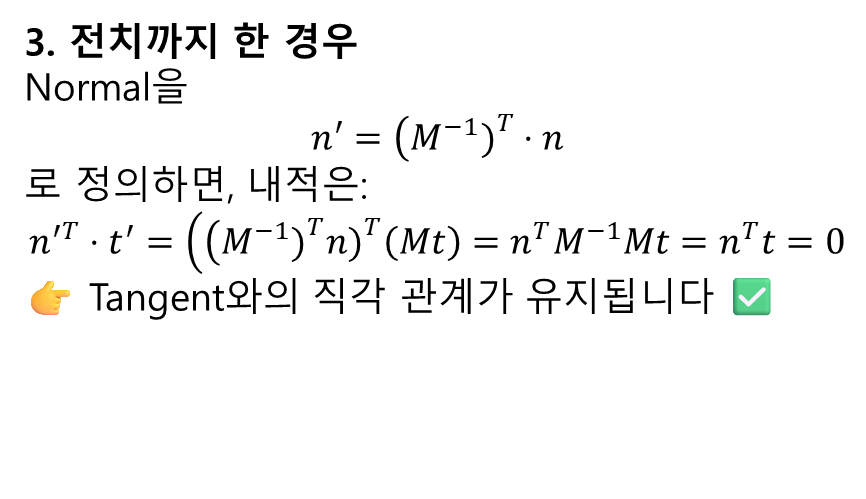 3. 전치까지 한 경우
Normal을
n′ = (M⁻¹)ᵀ · n
로 정의하면, 내적은:
n′ᵀ · t′ = ((M⁻¹)ᵀn)ᵀ(Mt) = nᵀM⁻¹Mt = nᵀt = 0
👉 Tangent와의 직각 관계가 유지됩니다 ✅